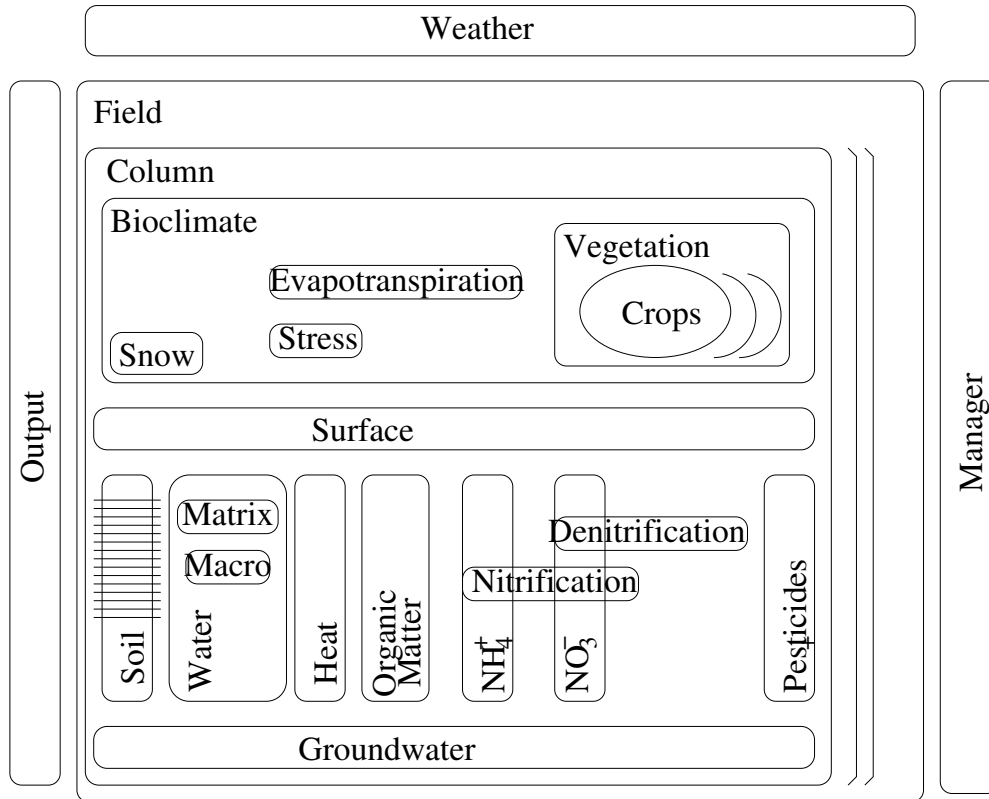 Weather
Output
Field
Column
Bioclimate
Vegetation
Evapotranspiration
Crops
Stress
Snow
Surface
Matrix
Denitrification
Macro
Nitrification
Soil
Water
Heat
Organic
Matter
NH₄⁺
NO₃⁻
Pesticides
+
Groundwater
Manager